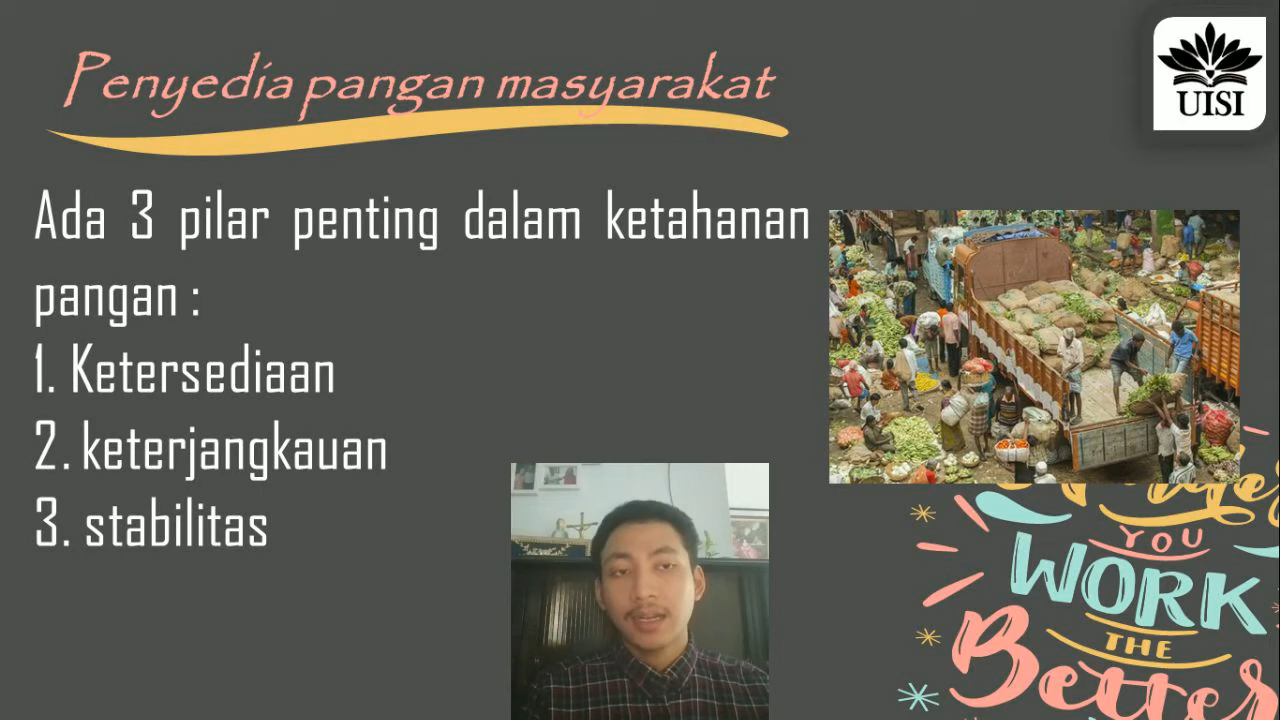 Penyedia pangan masyarakat
UISI
Ada 3 pilar penting dalam ketahanan
pangan :
1. Ketersediaan
2. keterjangkauan
3. stabilitas
YOU
WORK
THE
Better